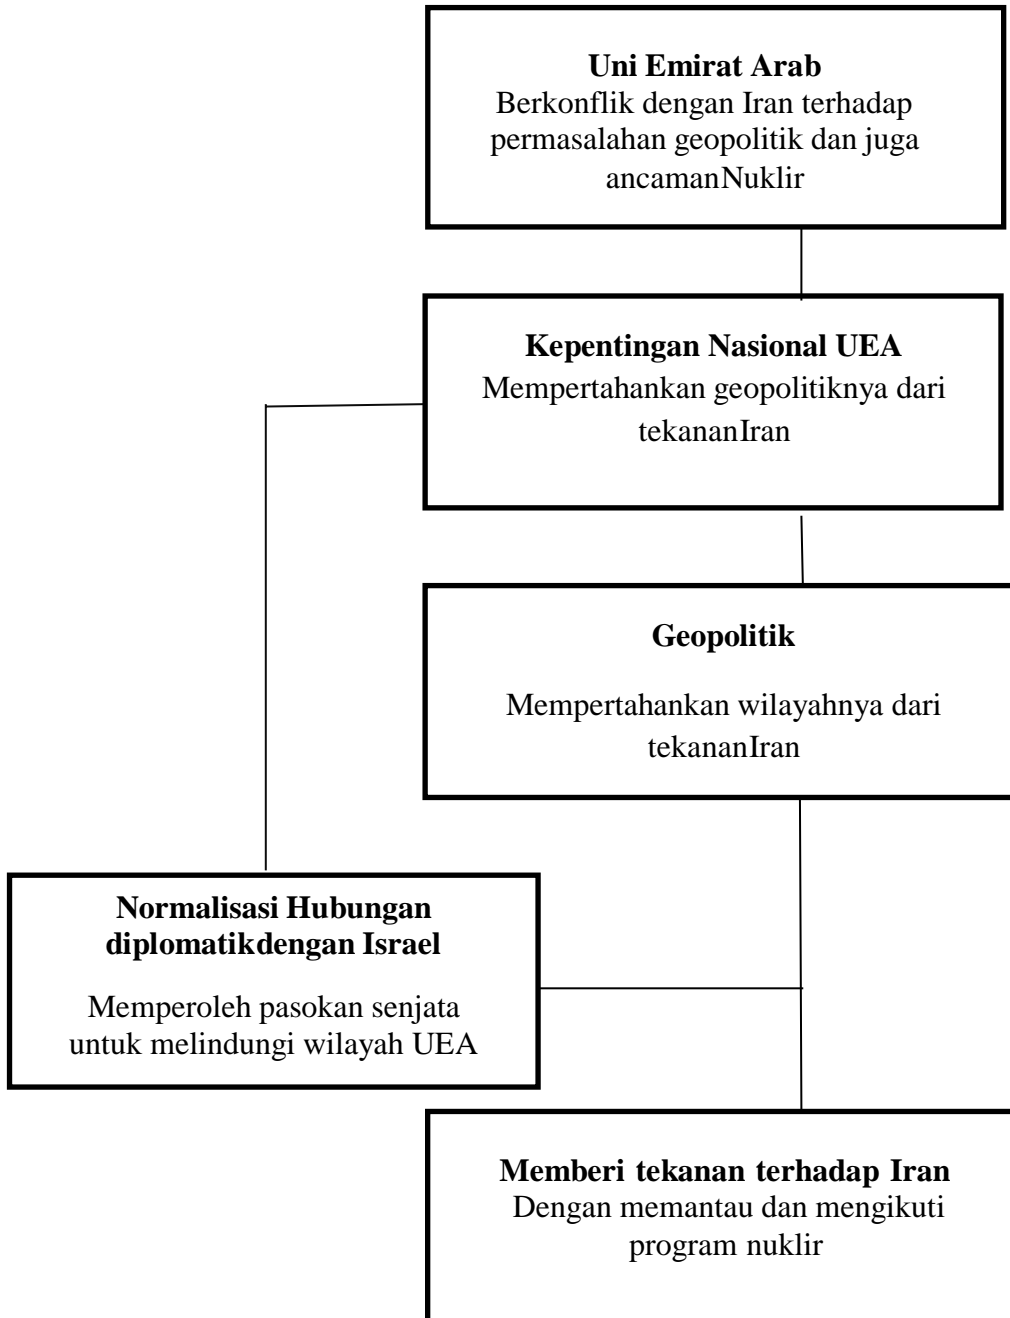 Uni Emirat Arab
Berkonflik dengan Iran terhadap
permasalahan geopolitik dan juga
ancamanNuklir
Kepentingan Nasional UEA
Mempertahankan geopolitiknya dari
tekananIran
Geopolitik
Mempertahankan wilayahnya dari
tekananIran
Normalisasi Hubungan
diplomatikdengan Israel
Memperoleh pasokan senjata
untuk melindungi wilayah UEA
Memberi tekanan terhadap Iran
Dengan memantau dan mengikuti
program nuklir